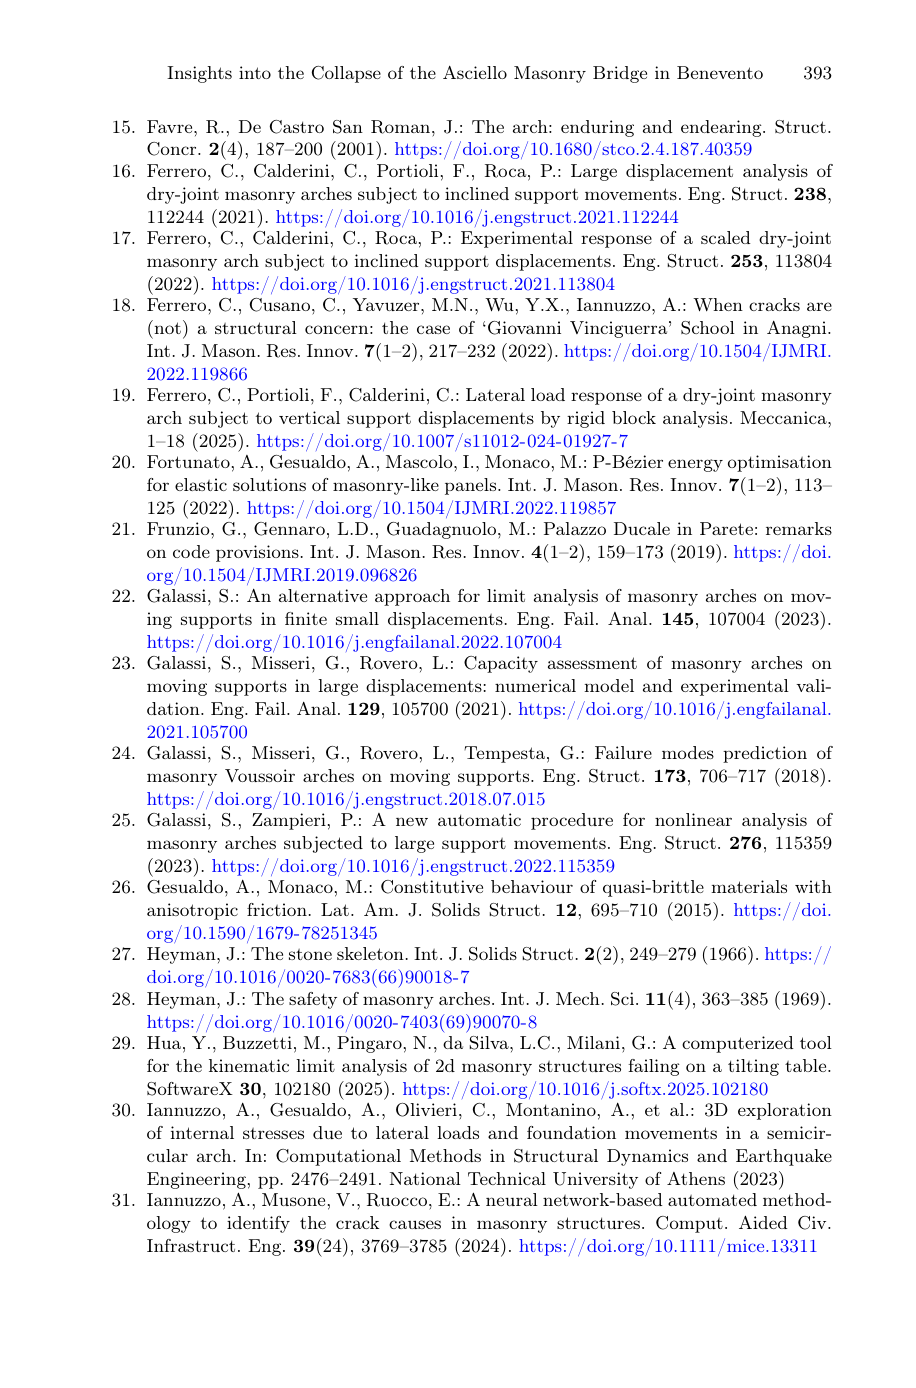 Insights into the Collapse of the Asciello Masonry Bridge in Benevento 393
15. Favre, R., De Castro San Roman, J.: The arch: enduring and endearing. Struct.
Concr. 2(4), 187–200 (2001). https://doi.org/10.1680/stco.2.4.187.40359
16. Ferrero, C., Calderini, C., Portioli, F., Roca, P.: Large displacement analysis of
dry-joint masonry arches subject to inclined support movements. Eng. Struct. 238,
112244 (2021). https://doi.org/10.1016/j.engstruct.2021.112244
17. Ferrero, C., Calderini, C., Roca, P.: Experimental response of a scaled dry-joint
masonry arch subject to inclined support displacements. Eng. Struct. 253, 113804
(2022). https://doi.org/10.1016/j.engstruct.2021.113804
18. Ferrero, C., Cusano, C., Yavuzer, M.N., Wu, Y.X., Iannuzzo, A.: When cracks are
(not) a structural concern: the case of ‘Giovanni Vinciguerra’ School in Anagni.
Int. J. Mason. Res. Innov. 7(1–2), 217–232 (2022). https://doi.org/10.1504/IJMRI.
2022.119866
19. Ferrero, C., Portioli, F., Calderini, C.: Lateral load response of a dry-joint masonry
arch subject to vertical support displacements by rigid block analysis. Meccanica,
1–18 (2025). https://doi.org/10.1007/s11012-024-01927-7
20. Fortunato, A., Gesualdo, A., Mascolo, I., Monaco, M.: P-Bézier energy optimisation
for elastic solutions of masonry-like panels. Int. J. Mason. Res. Innov. 7(1–2), 113–
125 (2022). https://doi.org/10.1504/IJMRI.2022.119857
21. Frunzio, G., Gennaro, L.D., Guadagnuolo, M.: Palazzo Ducale in Parete: remarks
on code provisions. Int. J. Mason. Res. Innov. 4(1–2), 159–173 (2019). https://doi.
org/10.1504/IJMRI.2019.096826
22. Galassi, S.: An alternative approach for limit analysis of masonry arches on mov-
ing supports in finite small displacements. Eng. Fail. Anal. 145, 107004 (2023).
https://doi.org/10.1016/j.engfailanal.2022.107004
23. Galassi, S., Misseri, G., Rovero, L.: Capacity assessment of masonry arches on
moving supports in large displacements: numerical model and experimental vali-
dation. Eng. Fail. Anal. 129, 105700 (2021). https://doi.org/10.1016/j.engfailanal.
2021.105700
24. Galassi, S., Misseri, G., Rovero, L., Tempesta, G.: Failure modes prediction of
masonry Voussoir arches on moving supports. Eng. Struct. 173, 706–717 (2018).
https://doi.org/10.1016/j.engstruct.2018.07.015
25. Galassi, S., Zampieri, P.: A new automatic procedure for nonlinear analysis of
masonry arches subjected to large support movements. Eng. Struct. 276, 115359
(2023). https://doi.org/10.1016/j.engstruct.2022.115359
26. Gesualdo, A., Monaco, M.: Constitutive behaviour of quasi-brittle materials with
anisotropic friction. Lat. Am. J. Solids Struct. 12, 695–710 (2015). https://doi.
org/10.1590/1679-78251345
27. Heyman, J.: The stone skeleton. Int. J. Solids Struct. 2(2), 249–279 (1966). https://
doi.org/10.1016/0020-7683(66)90018-7
28. Heyman, J.: The safety of masonry arches. Int. J. Mech. Sci. 11(4), 363–385 (1969).
https://doi.org/10.1016/0020-7403(69)90070-8
29. Hua, Y., Buzzetti, M., Pingaro, N., da Silva, L.C., Milani, G.: A computerized tool
for the kinematic limit analysis of 2d masonry structures failing on a tilting table.
SoftwareX 30, 102180 (2025). https://doi.org/10.1016/j.softx.2025.102180
30. Iannuzzo, A., Gesualdo, A., Olivieri, C., Montanino, A., et al.: 3D exploration
of internal stresses due to lateral loads and foundation movements in a semicir-
cular arch. In: Computational Methods in Structural Dynamics and Earthquake
Engineering, pp. 2476–2491. National Technical University of Athens (2023)
31. Iannuzzo, A., Musone, V., Ruocco, E.: A neural network-based automated method-
ology to identify the crack causes in masonry structures. Comput. Aided Civ.
Infrastruct. Eng. 39(24), 3769–3785 (2024). https://doi.org/10.1111/mice.13311